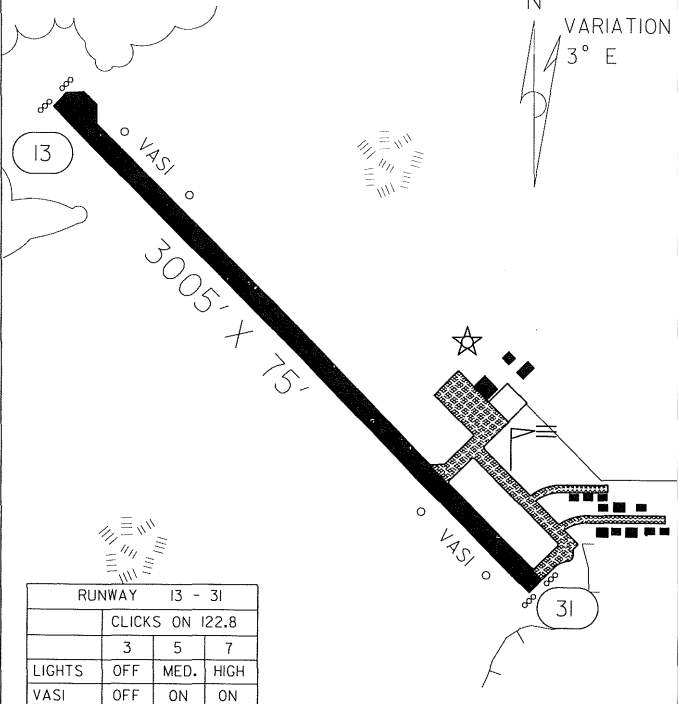 N
VARIATION
3° E
13
VASI
3005' X 75'
VASI
31
RUNWAY 13 - 31
CLICKS ON 122.8
3 5 7
LIGHTS OFF MED. HIGH
VASI OFF ON ON